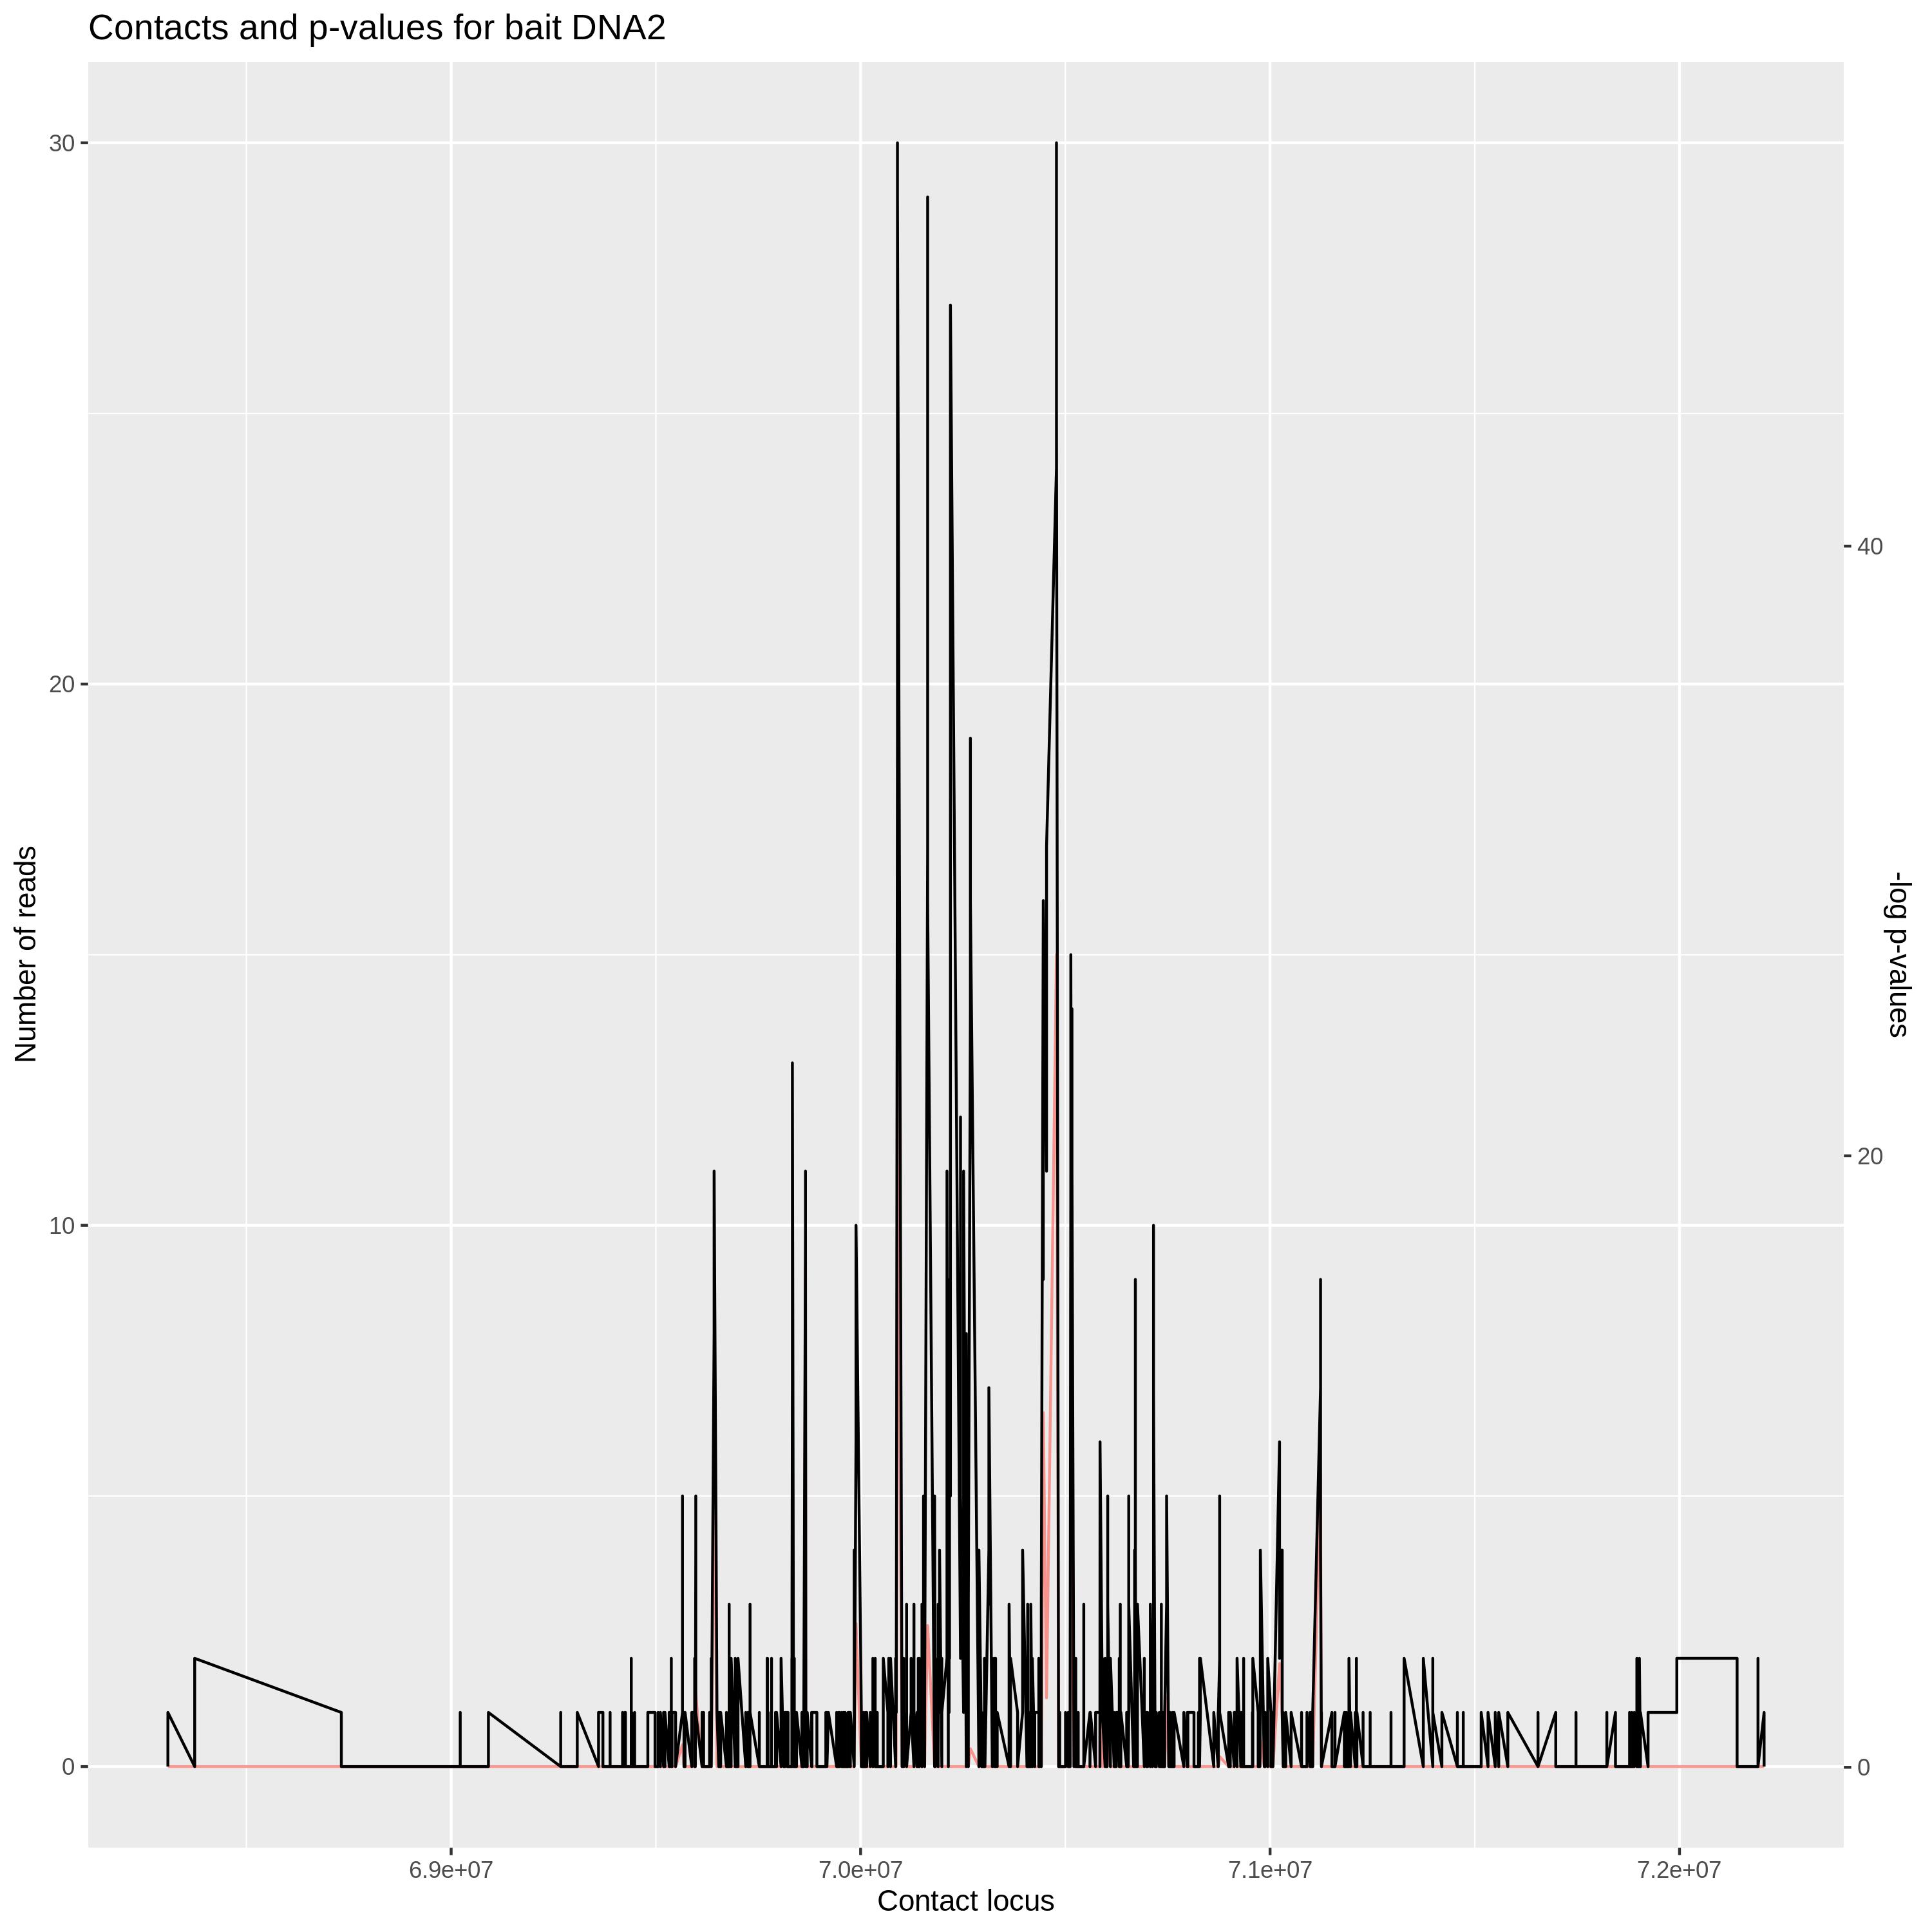 Contacts and p-values for bait DNA2
30
20
10
0
Number of reads
40
20
0
-log p-values
6.9e+07
7.0e+07
7.1e+07
7.2e+07
Contact locus